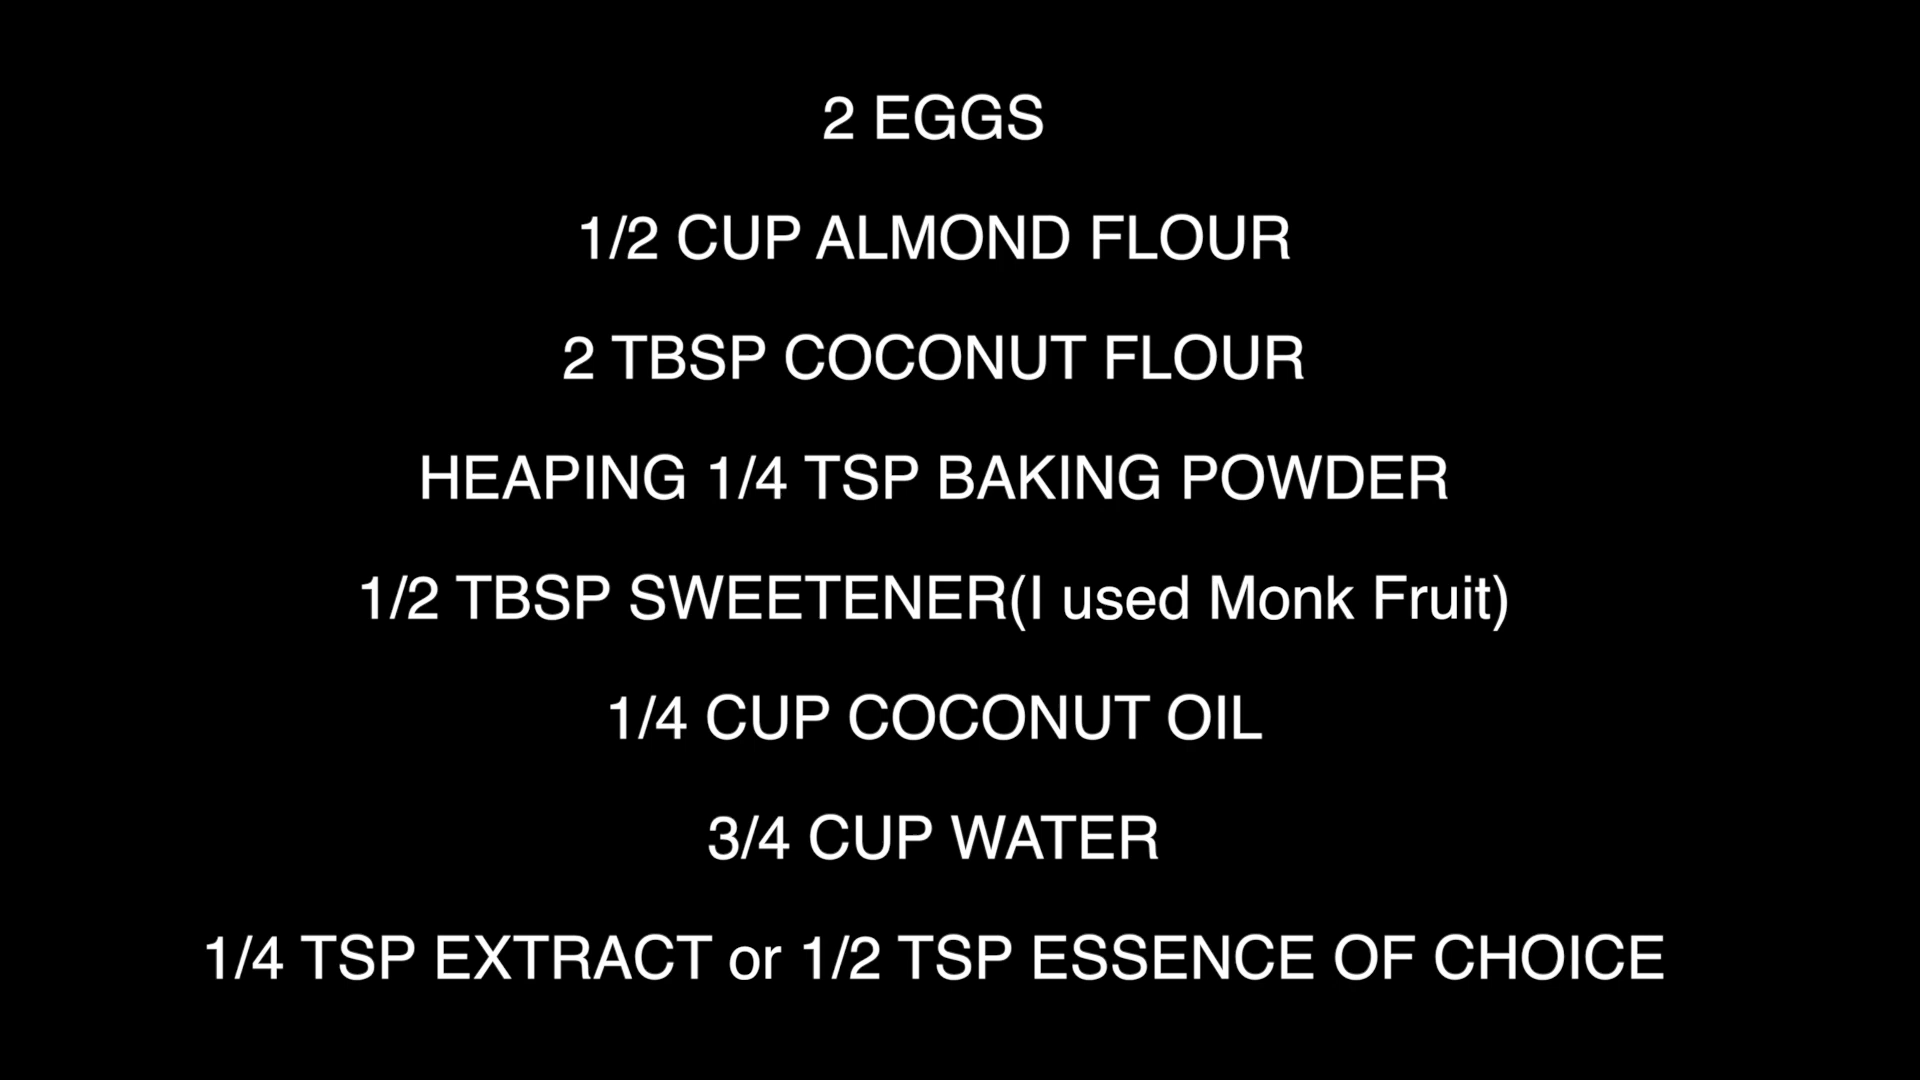 2 EGGS
1/2 CUP ALMOND FLOUR
2 TBSP COCONUT FLOUR
HEAPING 1/4 TSP BAKING POWDER
1/2 TBSP SWEETENER(I used Monk Fruit)
1/4 CUP COCONUT OIL
3/4 CUP WATER
1/4 TSP EXTRACT or 1/2 TSP ESSENCE OF CHOICE